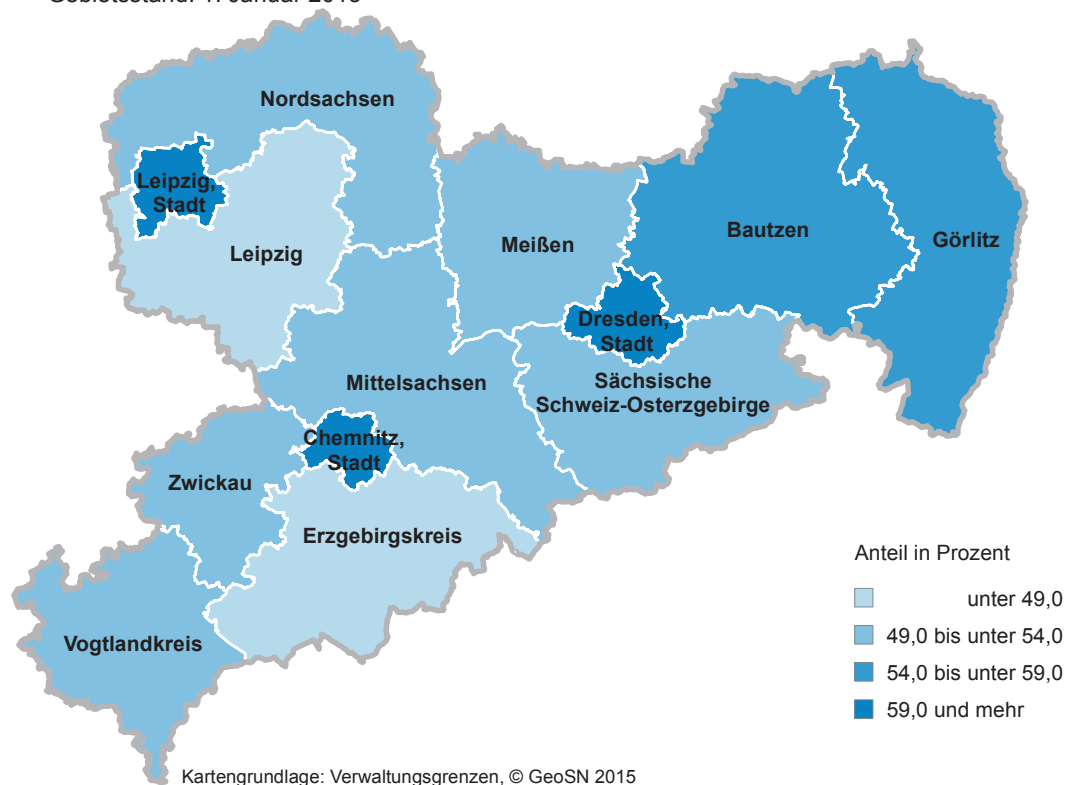 Nordsachsen
Leipzig,
Stadt
Leipzig
Meißen
Bautzen
Görlitz
Dresden,
Stadt
Mittelsachsen
Sächsische
Schweiz-Osterzgebirge
Chemnitz,
Stadt
Zwickau
Erzgebirgskreis
Vogtlandkreis
Anteil in Prozent
unter 49,0
49,0 bis unter 54,0
54,0 bis unter 59,0
59,0 und mehr
Kartengrundlage: Verwaltungsgrenzen, © GeoSN 2015